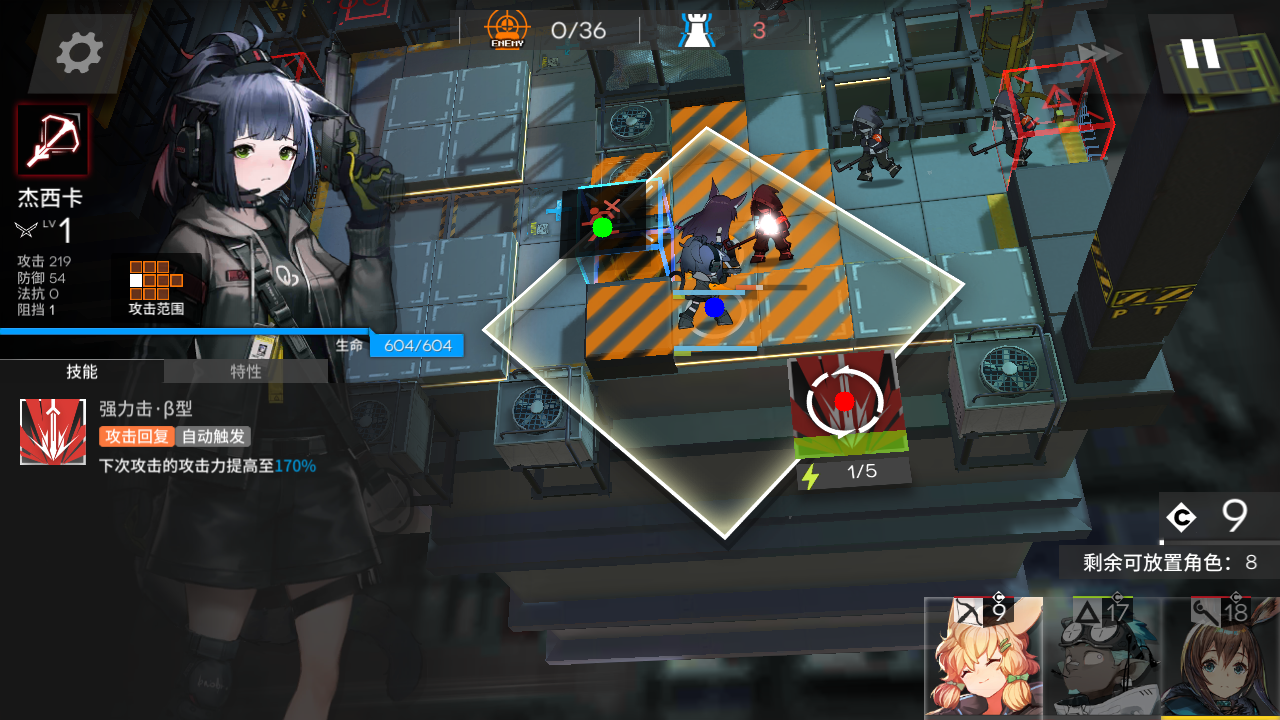 ENEMY
0/36
3
杰西卡
LV 1
攻击 219
防御 54
法抗 0
阻挡 1
攻击范围
生命 604/604
技能
特性
强力击·β型
攻击回复 自动触发
下次攻击的攻击力提高至170%
1/5
C 9
剩余可放置角色: 8
C 9
C 17
C 18
P T